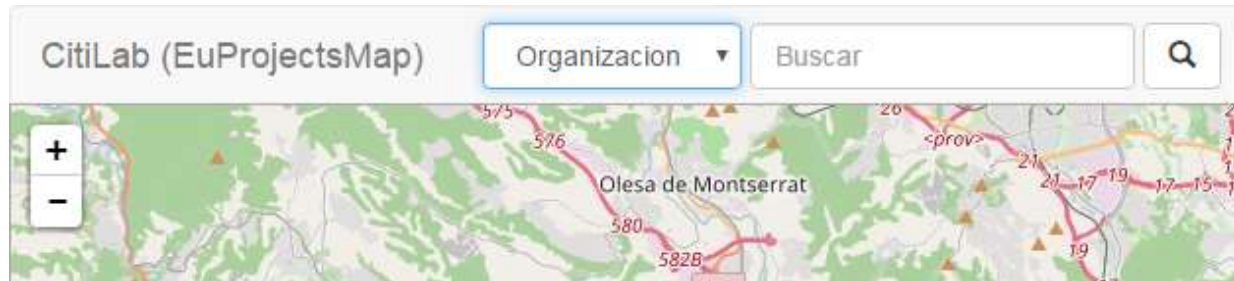 CitiLab (EuProjectsMap) Organizacion Buscar
+
-
575
576
26
<prov>
Olesa de Montserrat
21
21 17 19 17 15
580
582B
19